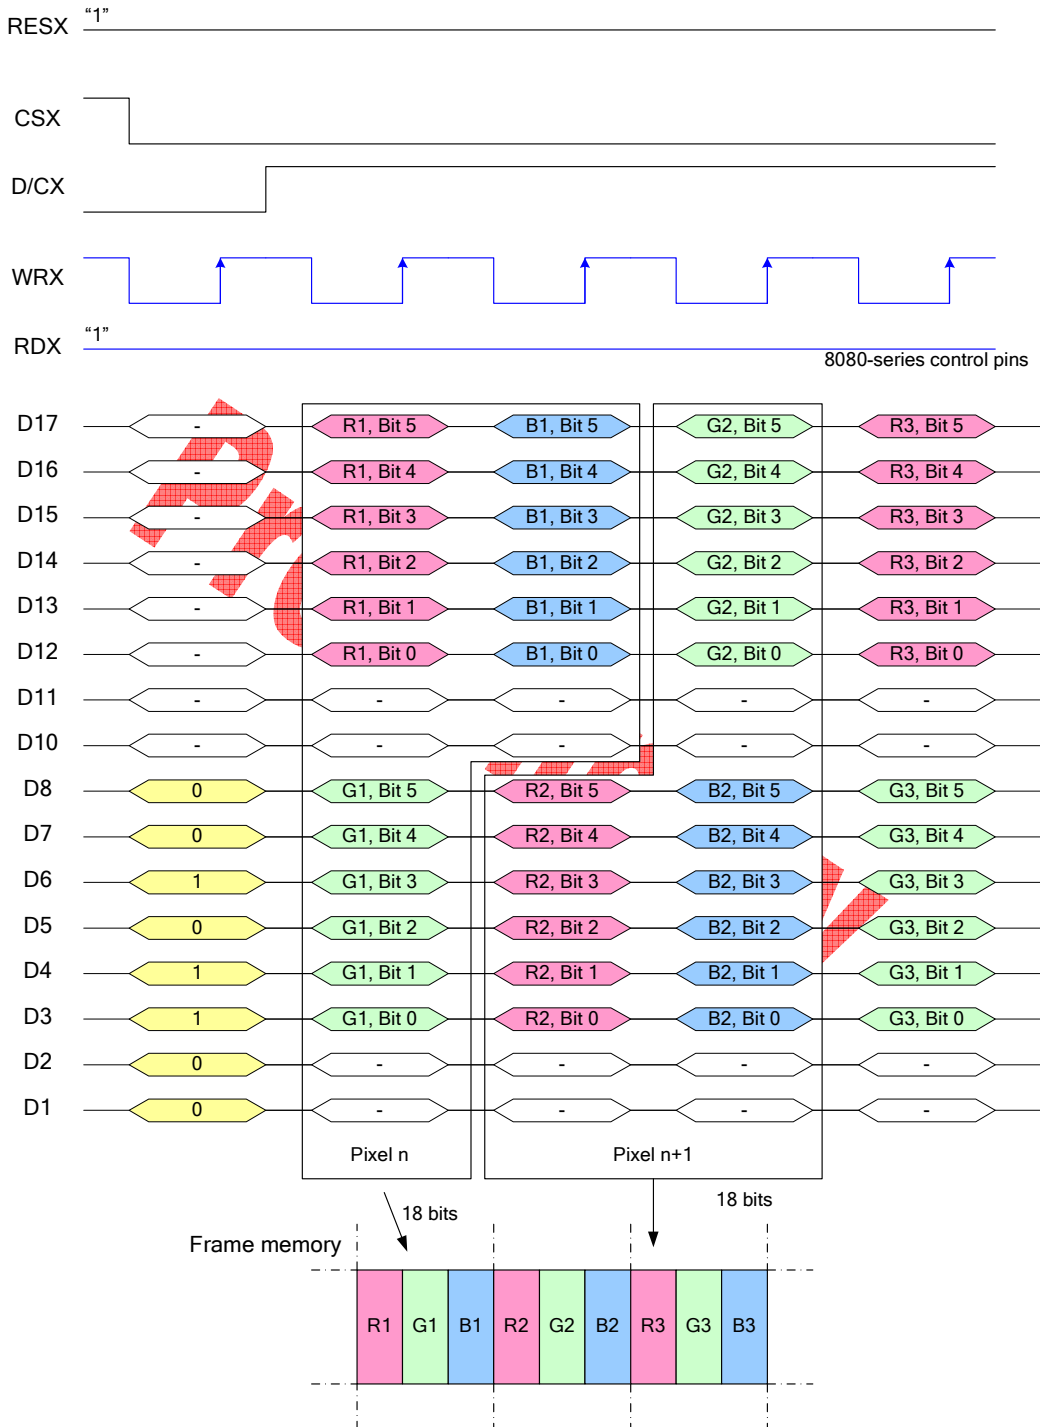 RESX “1”
CSX
D/CX
WRX
RDX “1”
8080-series control pins
D17 - R1, Bit 5 B1, Bit 5 G2, Bit 5 R3, Bit 5
D16 - R1, Bit 4 B1, Bit 4 G2, Bit 4 R3, Bit 4
D15 - R1, Bit 3 B1, Bit 3 G2, Bit 3 R3, Bit 3
D14 - R1, Bit 2 B1, Bit 2 G2, Bit 2 R3, Bit 2
D13 - R1, Bit 1 B1, Bit 1 G2, Bit 1 R3, Bit 1
D12 - R1, Bit 0 B1, Bit 0 G2, Bit 0 R3, Bit 0
D11 - - - - -
D10 - - - - -
D8 0 G1, Bit 5 R2, Bit 5 B2, Bit 5 G3, Bit 5
D7 0 G1, Bit 4 R2, Bit 4 B2, Bit 4 G3, Bit 4
D6 1 G1, Bit 3 R2, Bit 3 B2, Bit 3 G3, Bit 3
D5 0 G1, Bit 2 R2, Bit 2 B2, Bit 2 G3, Bit 2
D4 1 G1, Bit 1 R2, Bit 1 B2, Bit 1 G3, Bit 1
D3 1 G1, Bit 0 R2, Bit 0 B2, Bit 0 G3, Bit 0
D2 0 - - - -
D1 0 - - - -
Pixel n Pixel n+1
18 bits 18 bits
Frame memory
R1 G1 B1 R2 G2 B2 R3 G3 B3